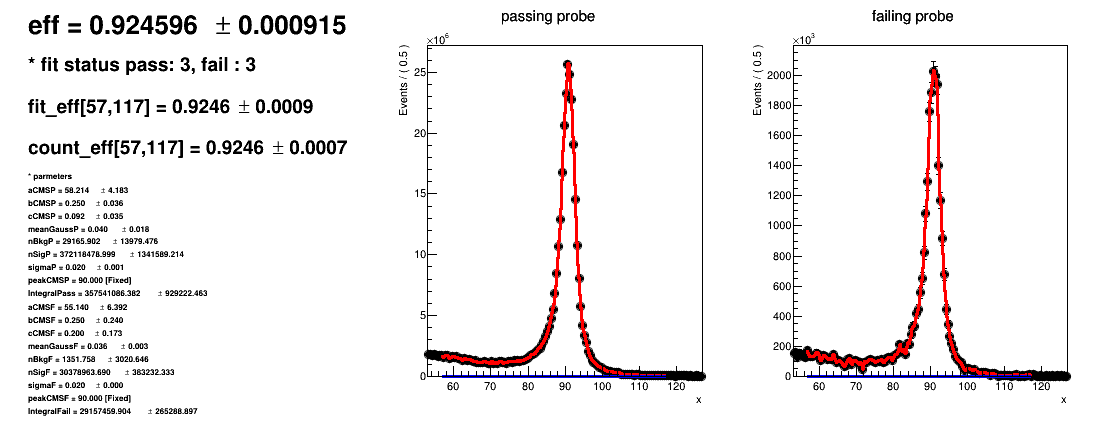 eff = 0.924596 ± 0.000915
* fit status pass: 3, fail : 3
fit_eff[57,117] = 0.9246 ± 0.0009
count_eff[57,117] = 0.9246 ± 0.0007
* parmeters
aCMSP = 58.214 ± 4.183
bCMSP = 0.250 ± 0.036
cCMSP = 0.092 ± 0.035
meanGaussP = 0.040 ± 0.018
nBkgP = 29165.902 ± 13979.476
nSigP = 372118478.999 ± 1341589.214
sigmaP = 0.020 ± 0.001
peakCMSP = 90.000 [Fixed]
IntegralPass = 357541086.382 ± 929222.463
aCMSF = 55.140 ± 6.392
bCMSF = 0.250 ± 0.240
cCMSF = 0.200 ± 0.173
meanGaussF = 0.036 ± 0.003
nBkgF = 1351.758 ± 3020.646
nSigF = 30378963.690 ± 383232.333
sigmaF = 0.020 ± 0.000
peakCMSF = 90.000 [Fixed]
IntegralFail = 29157459.904 ± 265288.897
passing probe
×10⁶
Events / ( 0.5 )
25
20
15
10
5
0
60 70 80 90 100 110 120
x
failing probe
×10³
Events / ( 0.5 )
2000
1800
1600
1400
1200
1000
800
600
400
200
0
60 70 80 90 100 110 120
x